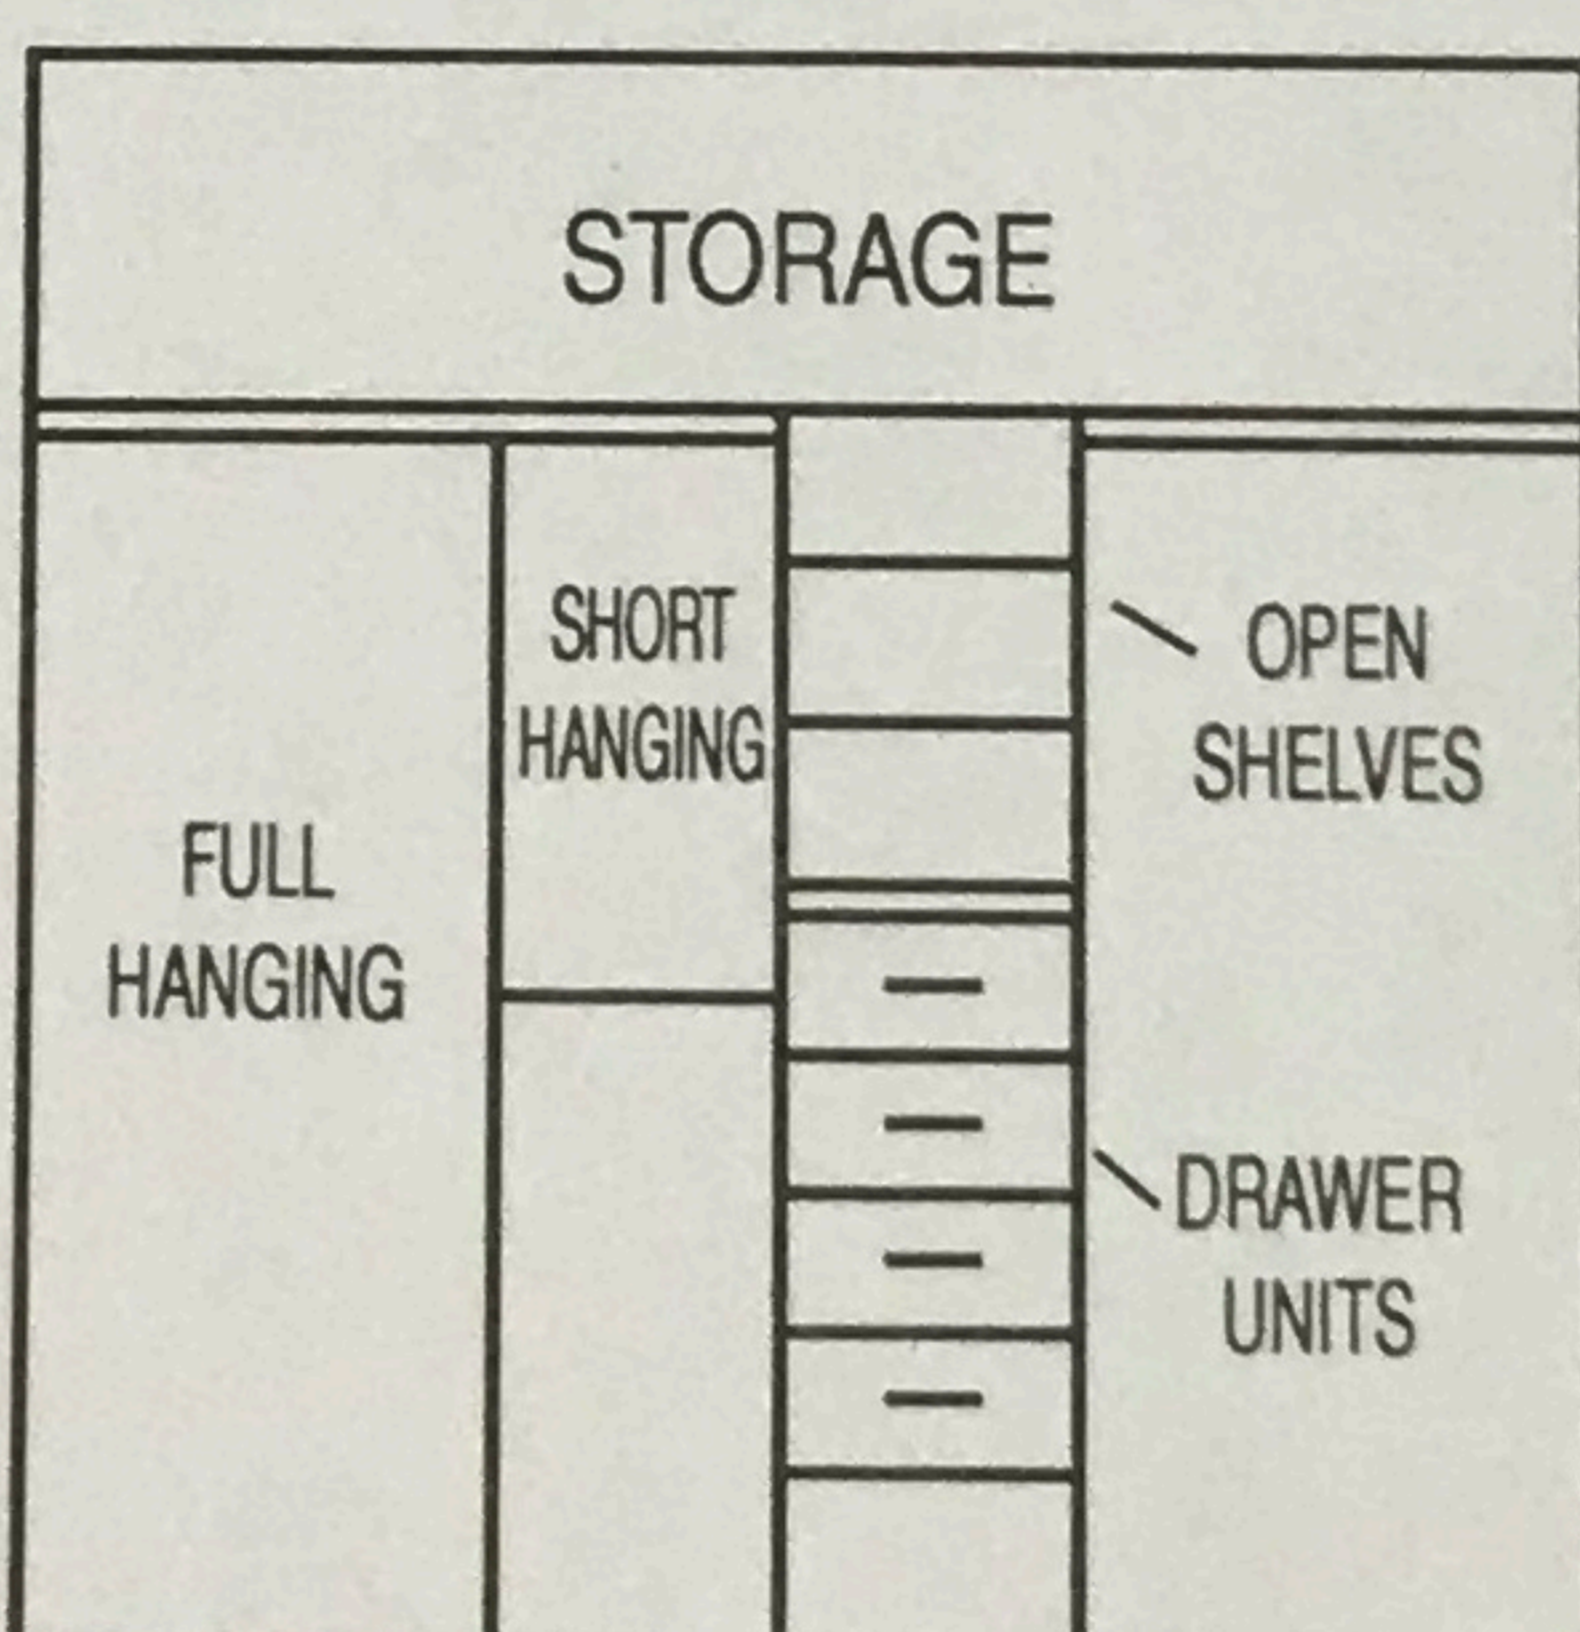 STORAGE
SHORT
HANGING
FULL
HANGING
OPEN
SHELVES
DRAWER
UNITS